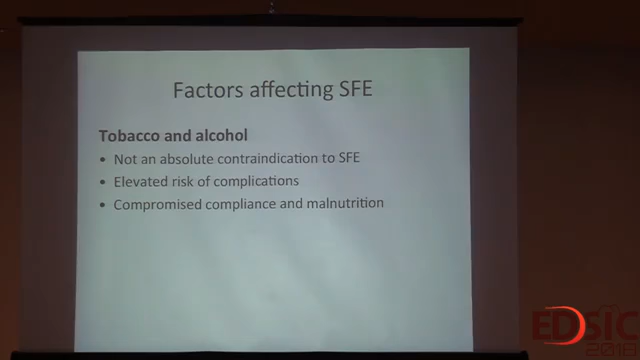 Factors affecting SFE
Tobacco and alcohol
• Not an absolute contraindication to SFE
• Elevated risk of complications
• Compromised compliance and malnutrition
EDSIC